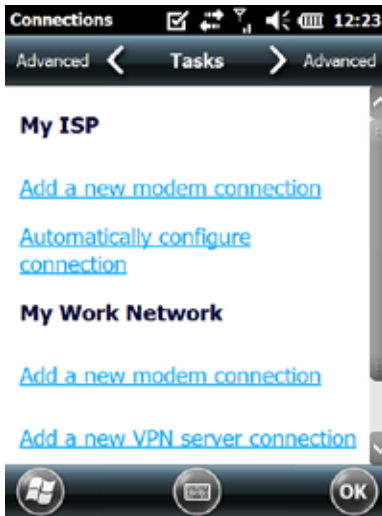 Connections 12:23
Advanced Tasks Advanced
My ISP
Add a new modem connection
Automatically configure
connection
My Work Network
Add a new modem connection
Add a new VPN server connection
OK